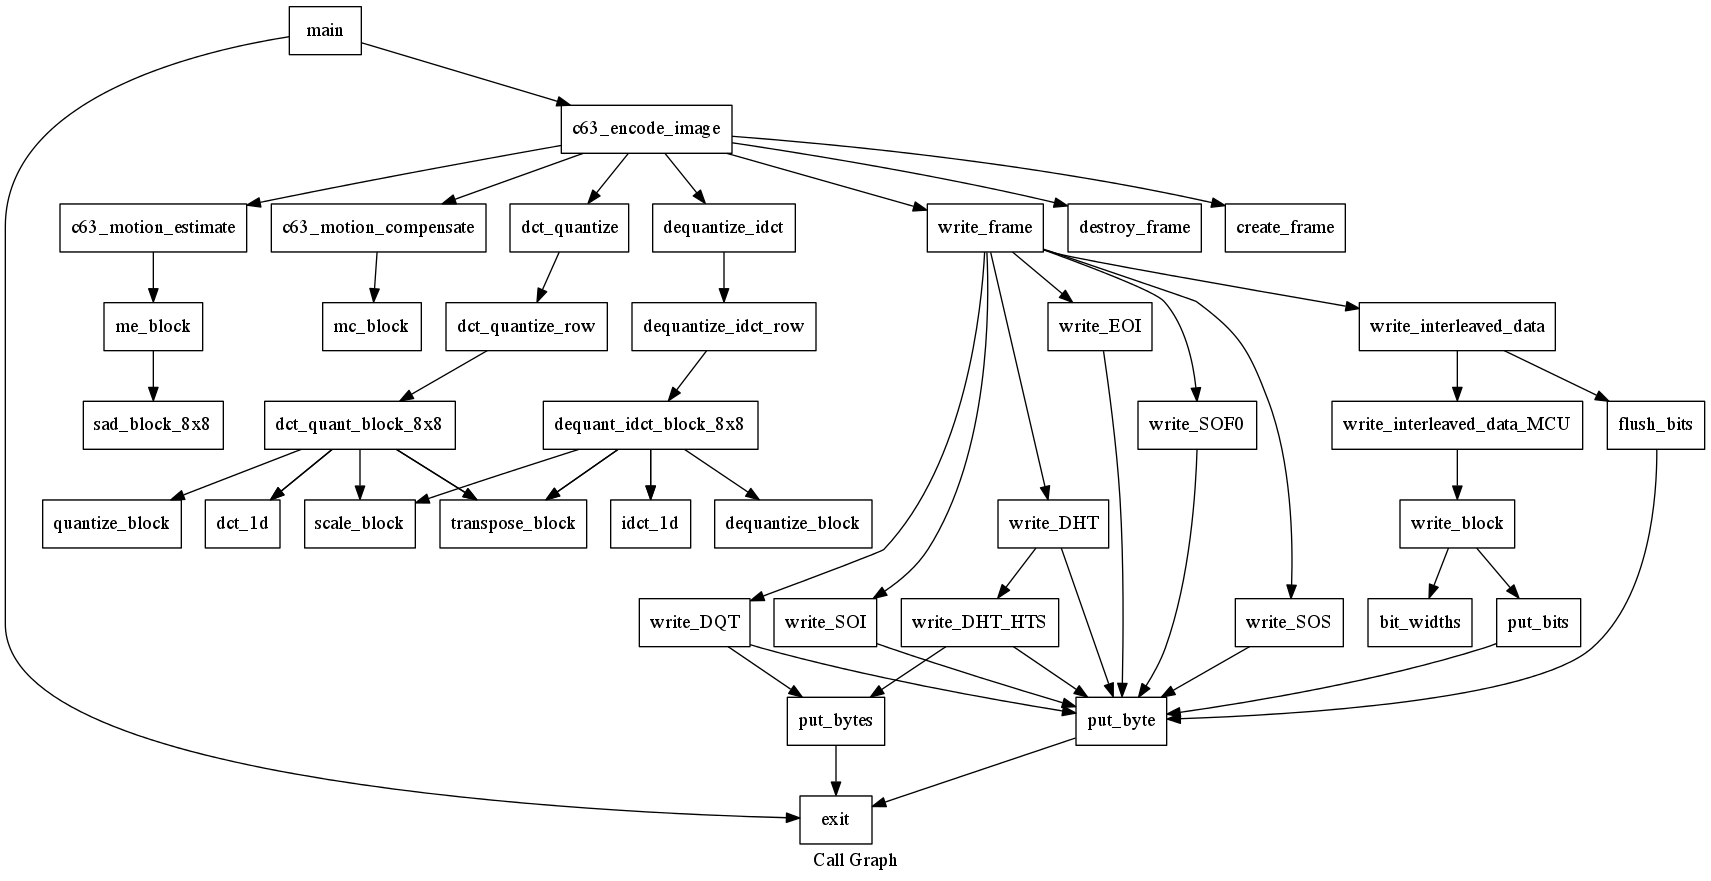 main
c63_encode_image
c63_motion_estimate
c63_motion_compensate
dct_quantize
dequantize_idct
write_frame
destroy_frame
create_frame
me_block
mc_block
dct_quantize_row
dequantize_idct_row
write_EOI
write_interleaved_data
sad_block_8x8
dct_quant_block_8x8
dequant_idct_block_8x8
write_SOF0
write_interleaved_data_MCU
flush_bits
quantize_block
dct_1d
scale_block
transpose_block
idct_1d
dequantize_block
write_DHT
write_block
write_DQT
write_SOI
write_DHT_HTS
write_SOS
bit_widths
put_bits
put_bytes
put_byte
exit
Call Graph